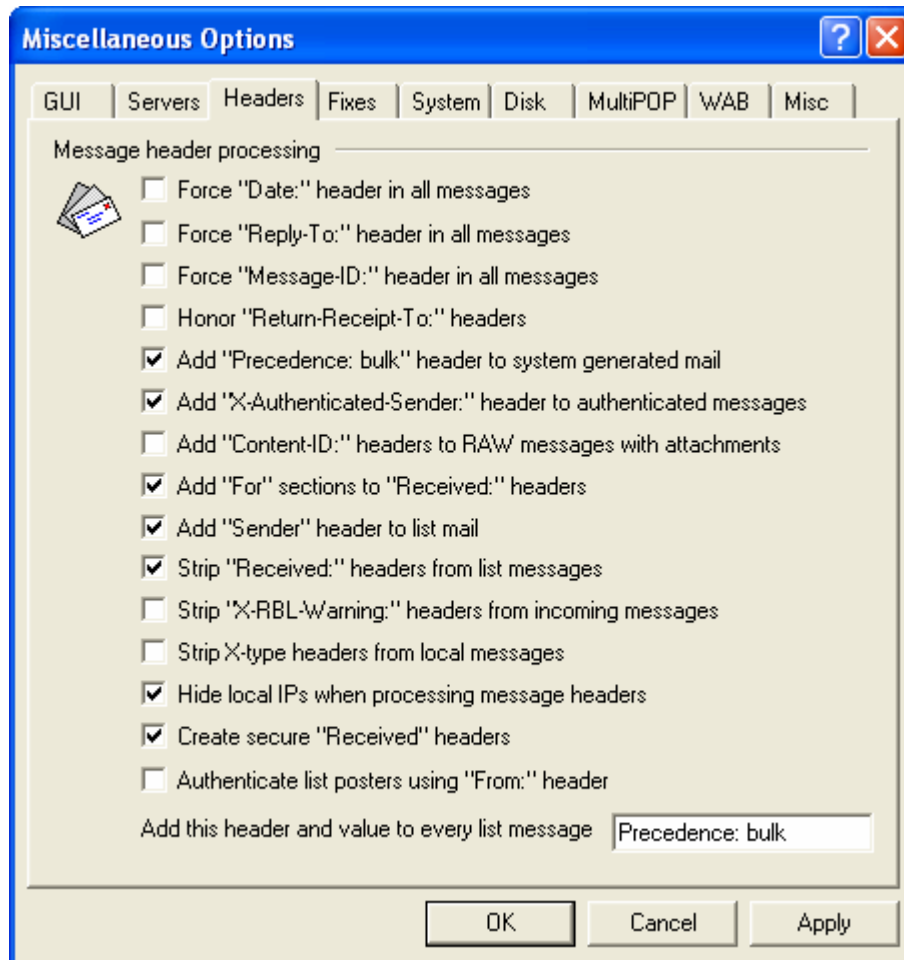 Miscellaneous Options
GUI Servers Headers Fixes System Disk MultiPOP WAB Misc
Message header processing
Force "Date:" header in all messages
Force "Reply-To:" header in all messages
Force "Message-ID:" header in all messages
Honor "Return-Receipt-To:" headers
Add "Precedence: bulk" header to system generated mail
Add "X-Authenticated-Sender:" header to authenticated messages
Add "Content-ID:" headers to RAW messages with attachments
Add "For" sections to "Received:" headers
Add "Sender" header to list mail
Strip "Received:" headers from list messages
Strip "X-RBL-Warning:" headers from incoming messages
Strip X-type headers from local messages
Hide local IPs when processing message headers
Create secure "Received" headers
Authenticate list posters using "From:" header
Add this header and value to every list message Precedence: bulk
OK Cancel Apply